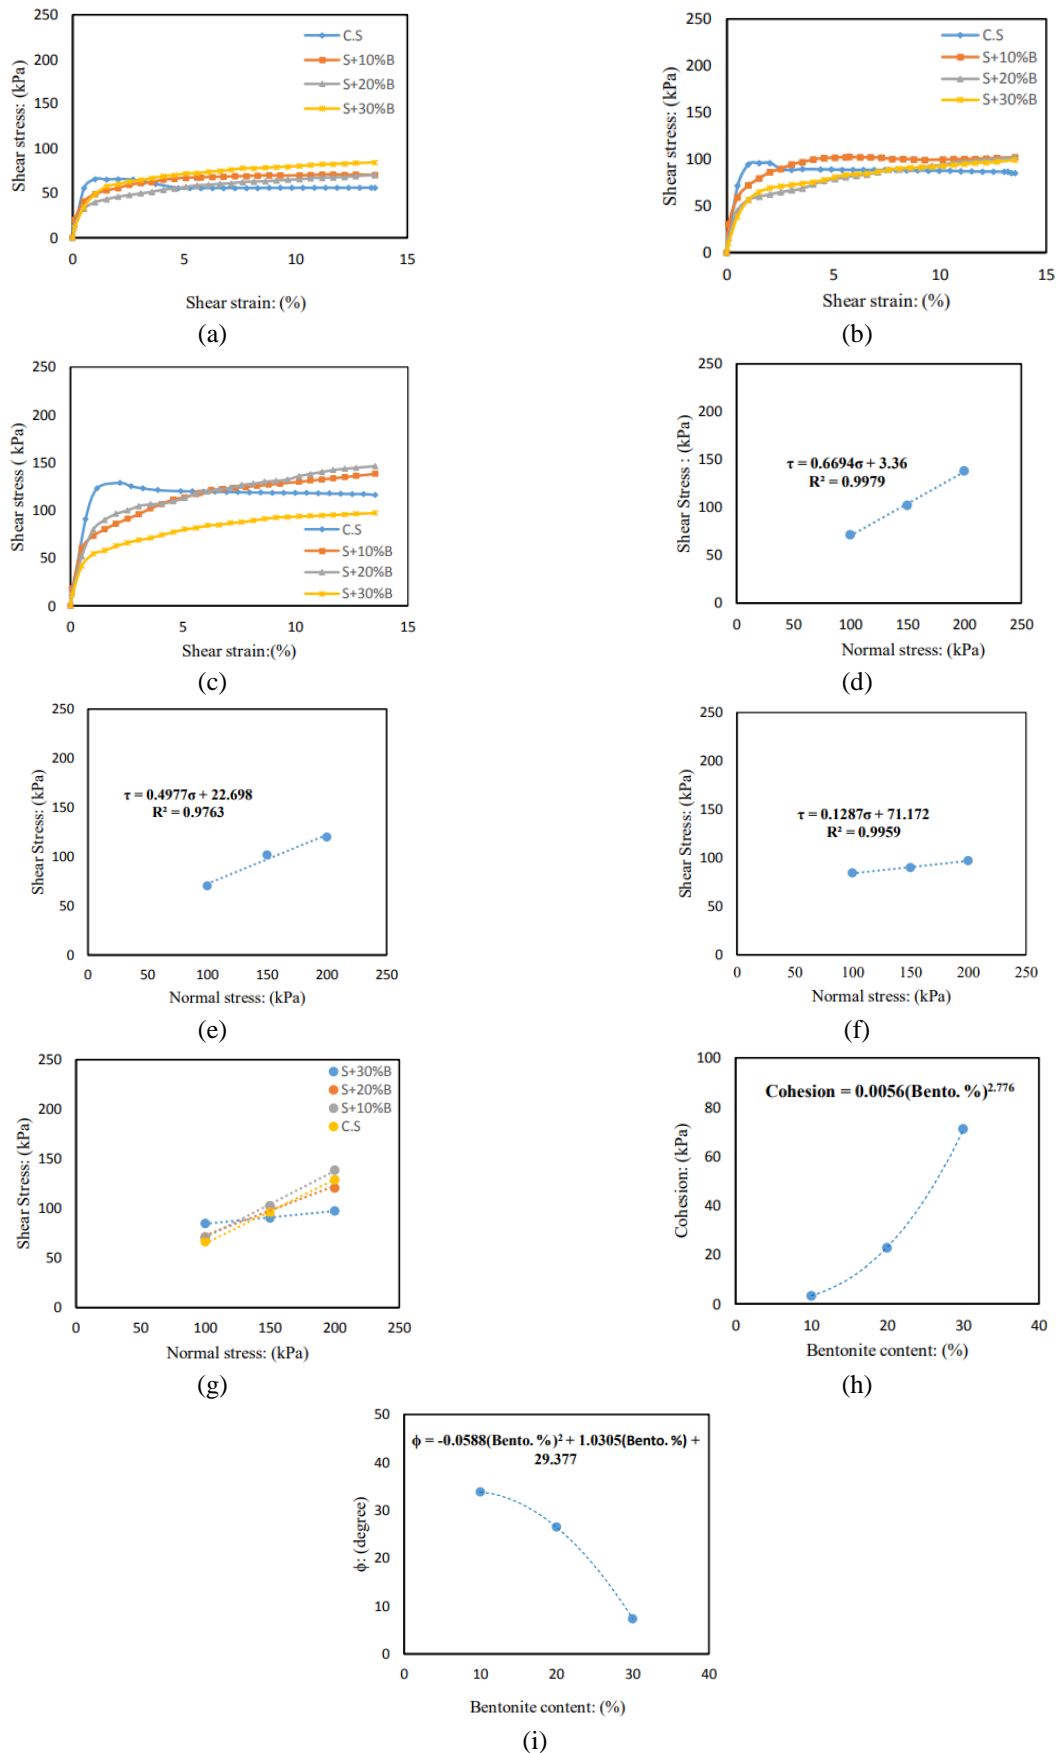 250
200
150
100
50
0
Shear stress: (kPa)
C.S
S+10%B
S+20%B
S+30%B
0 5 10 15
Shear strain: (%)
(a)
250
200
150
100
50
0
Shear stress: (kPa)
C.S
S+10%B
S+20%B
S+30%B
0 5 10 15
Shear strain: (%)
(b)
250
200
150
100
50
0
Shear stress ( kPa)
C.S
S+10%B
S+20%B
S+30%B
0 5 10 15
Shear strain:(%)
(c)
250
200
150
100
50
0
Shear Stress : (kPa)
τ = 0.6694σ + 3.36
R² = 0.9979
0 50 100 150 200 250
Normal stress: (kPa)
(d)
250
200
150
100
50
0
Shear Stress: (kPa)
τ = 0.4977σ + 22.698
R² = 0.9763
0 50 100 150 200 250
Normal stress: (kPa)
(e)
250
200
150
100
50
0
Shear Stress: (kPa)
τ = 0.1287σ + 71.172
R² = 0.9959
0 50 100 150 200 250
Normal stress: (kPa)
(f)
250
200
150
100
50
0
Shear Stress: (kPa)
S+30%B
S+20%B
S+10%B
C.S
0 50 100 150 200 250
Normal stress: (kPa)
(g)
100
80
60
40
20
0
Cohesion: (kPa)
Cohesion = 0.0056(Bento. %)²·⁷⁷⁶
0 10 20 30 40
Bentonite content: (%)
(h)
50
40
30
20
10
0
ϕ: (degree)
ϕ = -0.0588(Bento. %)² + 1.0305(Bento. %) +
29.377
0 10 20 30 40
Bentonite content: (%)
(i)